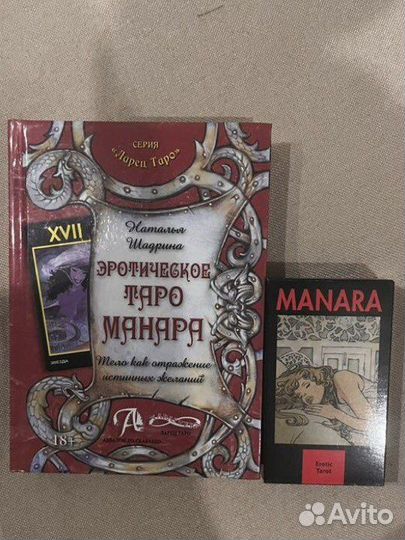 СЕРИЯ
«Ларец Таро»
XVII
ЗВЕЗДА
Наталья
Шадрина
ЭРОТИЧЕСКОЕ
ТАРО
МАНАРА
Тело как отражение
истинных желаний
18+
MANARA
Erotic
Tarot
Avito